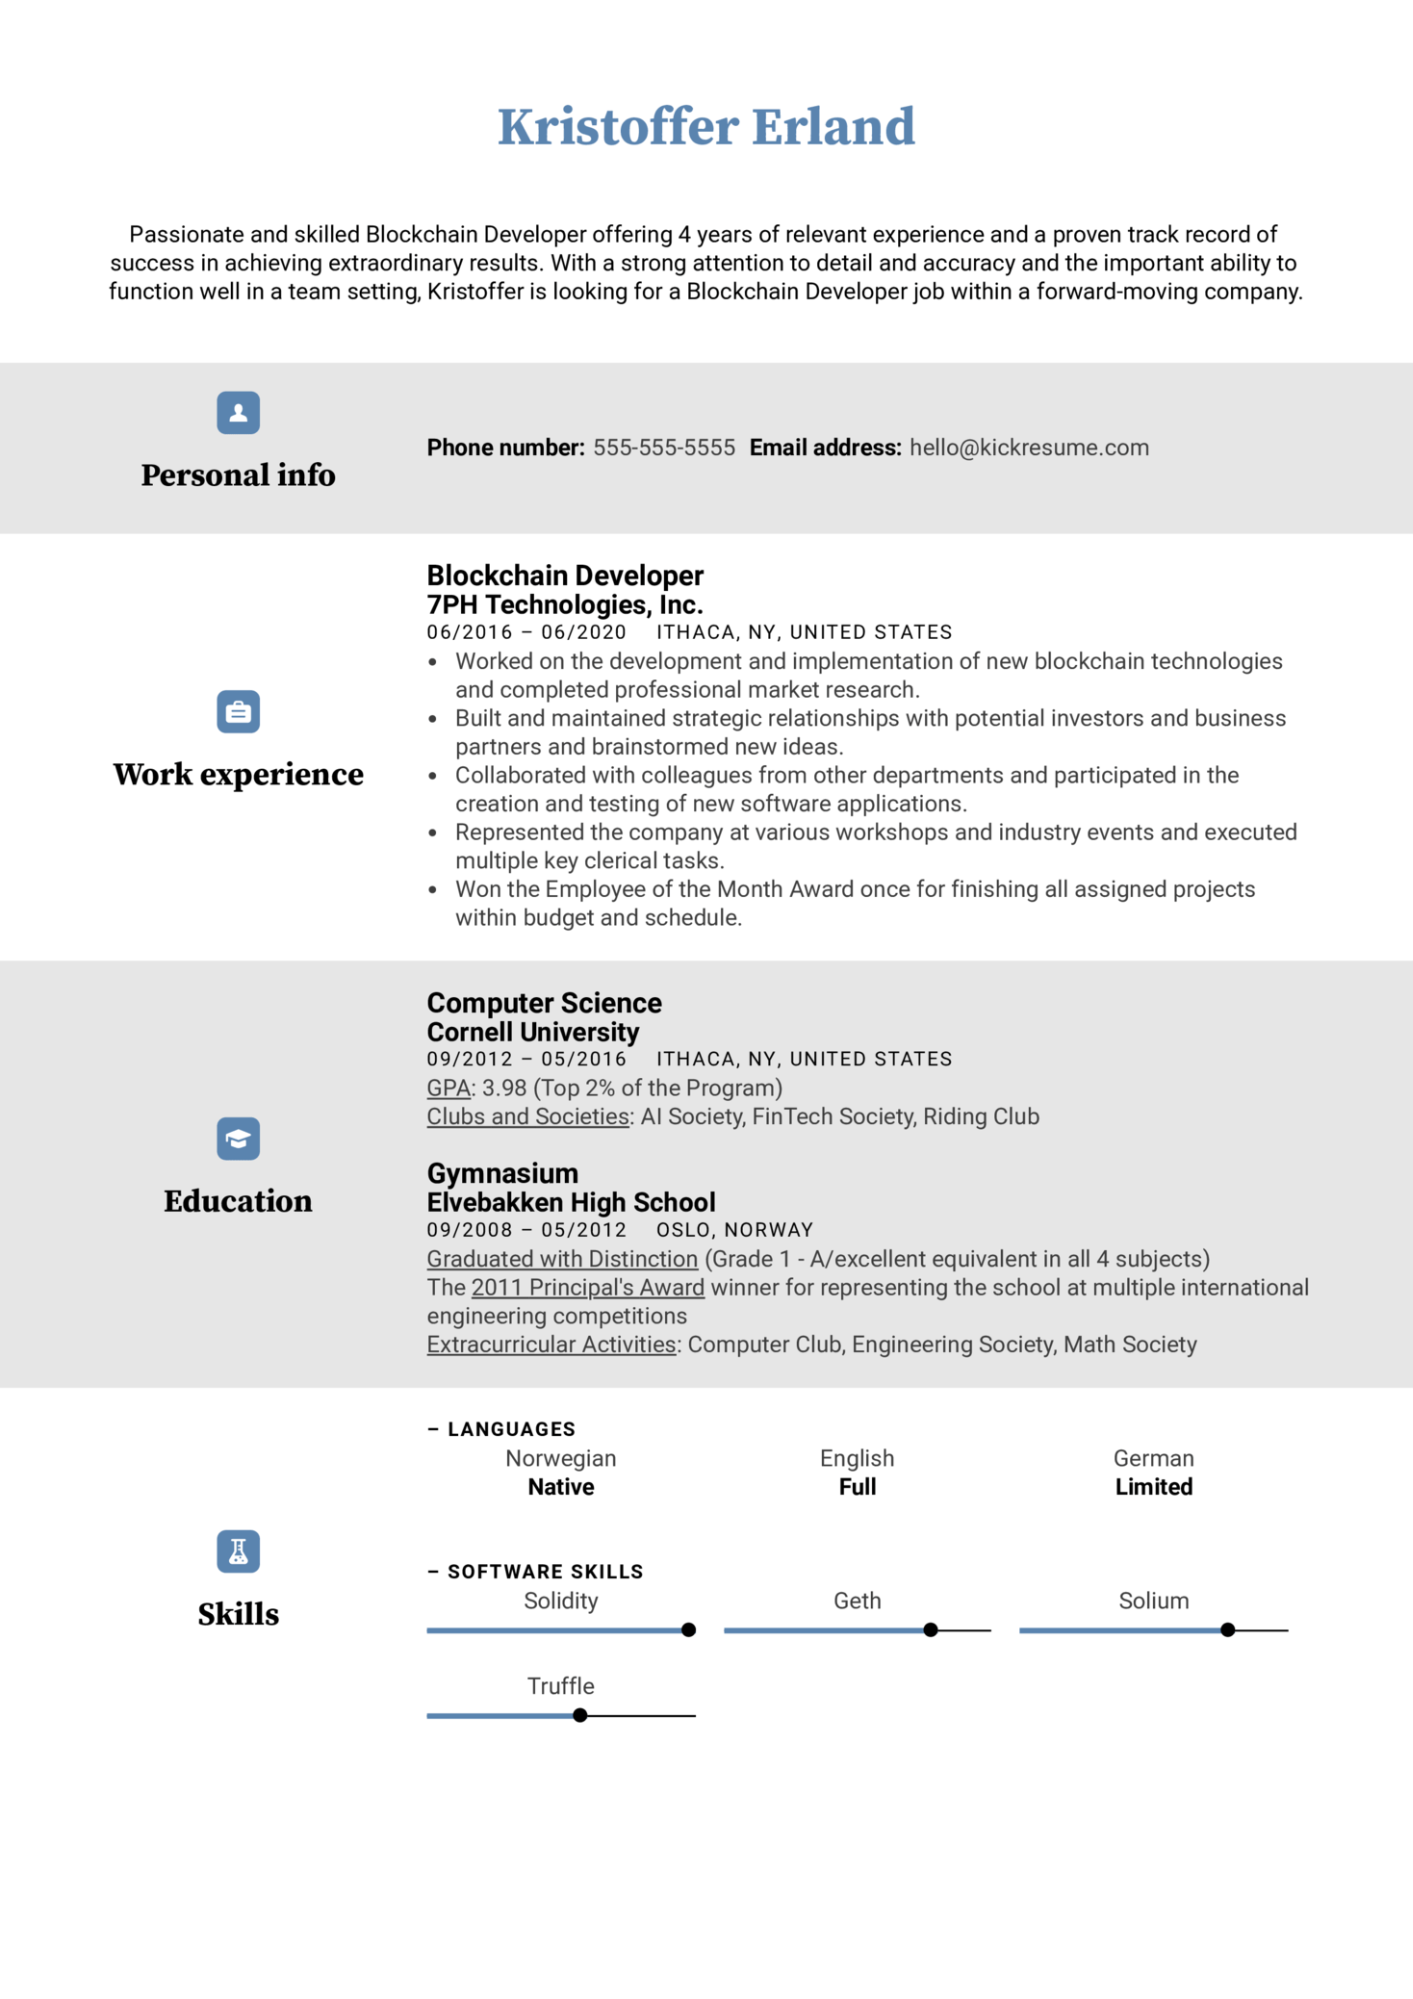 Kristoffer Erland
Passionate and skilled Blockchain Developer offering 4 years of relevant experience and a proven track record of
success in achieving extraordinary results. With a strong attention to detail and accuracy and the important ability to
function well in a team setting, Kristoffer is looking for a Blockchain Developer job within a forward-moving company.
Personal info
Phone number: 555-555-5555 Email address: hello@kickresume.com
Work experience
Blockchain Developer
7PH Technologies, Inc.
06/2016 – 06/2020 ITHACA, NY, UNITED STATES
• Worked on the development and implementation of new blockchain technologies
and completed professional market research.
• Built and maintained strategic relationships with potential investors and business
partners and brainstormed new ideas.
• Collaborated with colleagues from other departments and participated in the
creation and testing of new software applications.
• Represented the company at various workshops and industry events and executed
multiple key clerical tasks.
• Won the Employee of the Month Award once for finishing all assigned projects
within budget and schedule.
Education
Computer Science
Cornell University
09/2012 – 05/2016 ITHACA, NY, UNITED STATES
GPA: 3.98 (Top 2% of the Program)
Clubs and Societies: AI Society, FinTech Society, Riding Club
Gymnasium
Elvebakken High School
09/2008 – 05/2012 OSLO, NORWAY
Graduated with Distinction (Grade 1 - A/excellent equivalent in all 4 subjects)
The 2011 Principal's Award winner for representing the school at multiple international
engineering competitions
Extracurricular Activities: Computer Club, Engineering Society, Math Society
Skills
– LANGUAGES
Norwegian English German
Native Full Limited
– SOFTWARE SKILLS
Solidity Geth Solium
Truffle